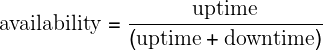 availability = uptime / (uptime + downtime)